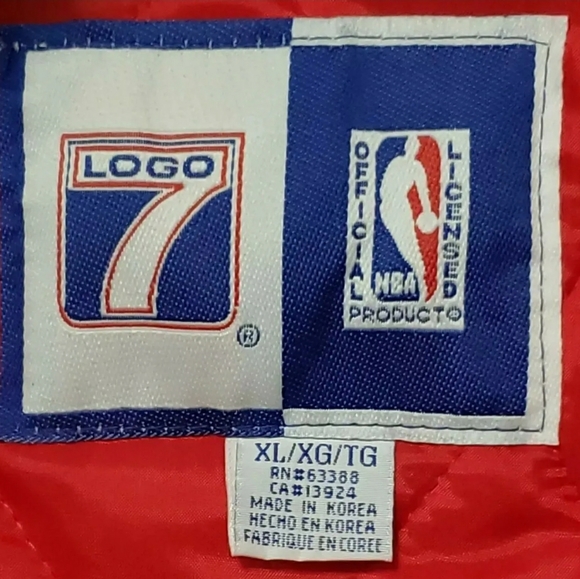 LOGO
7
®
OFFICIAL
LICENSED
NBA
PRODUCT©
XL/XG/TG
RN#63388
CA#13924
MADE IN KOREA
HECHO EN KOREA
FABRIQUE EN COREE